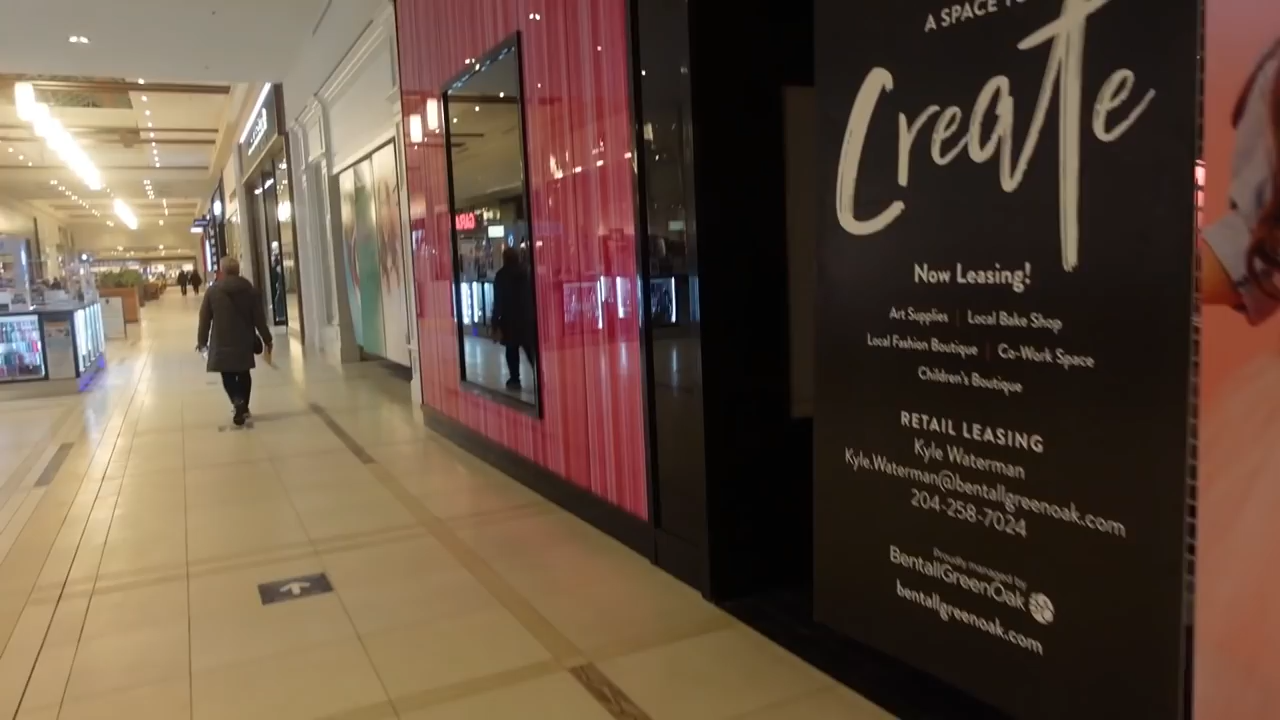 A SPACE TO
Create
Now Leasing!
Art Supplies | Local Bake Shop
Local Fashion Boutique | Co-Work Space
Children's Boutique
RETAIL LEASING
Kyle Waterman
Kyle.Waterman@bentallgreenoak.com
204-258-7024
Proudly managed by
BentallGreenOak
bentallgreenoak.com